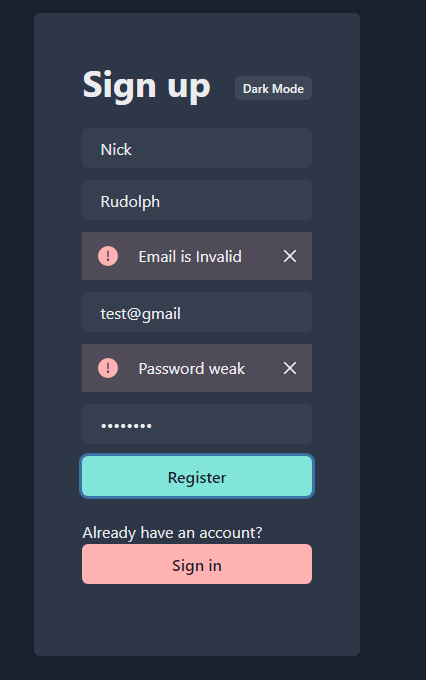 Sign up
Dark Mode
Nick
Rudolph
! Email is Invalid
test@gmail
! Password weak
••••••••
Register
Already have an account?
Sign in